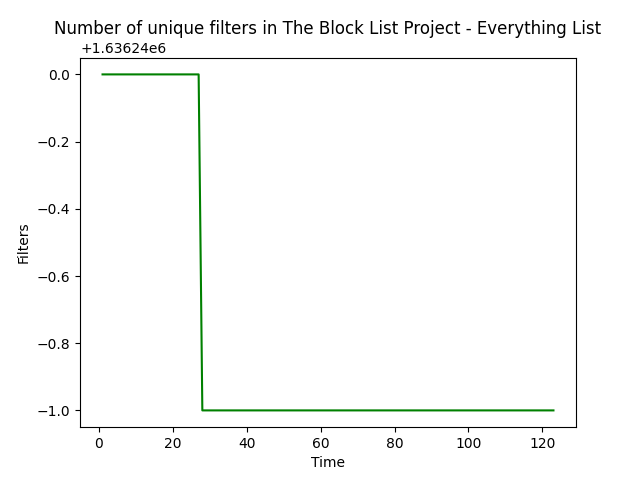 Number of unique filters in The Block List Project - Everything List
+1.63624e6
0.0
−0.2
−0.4
−0.6
−0.8
−1.0
Filters
0 20 40 60 80 100 120
Time